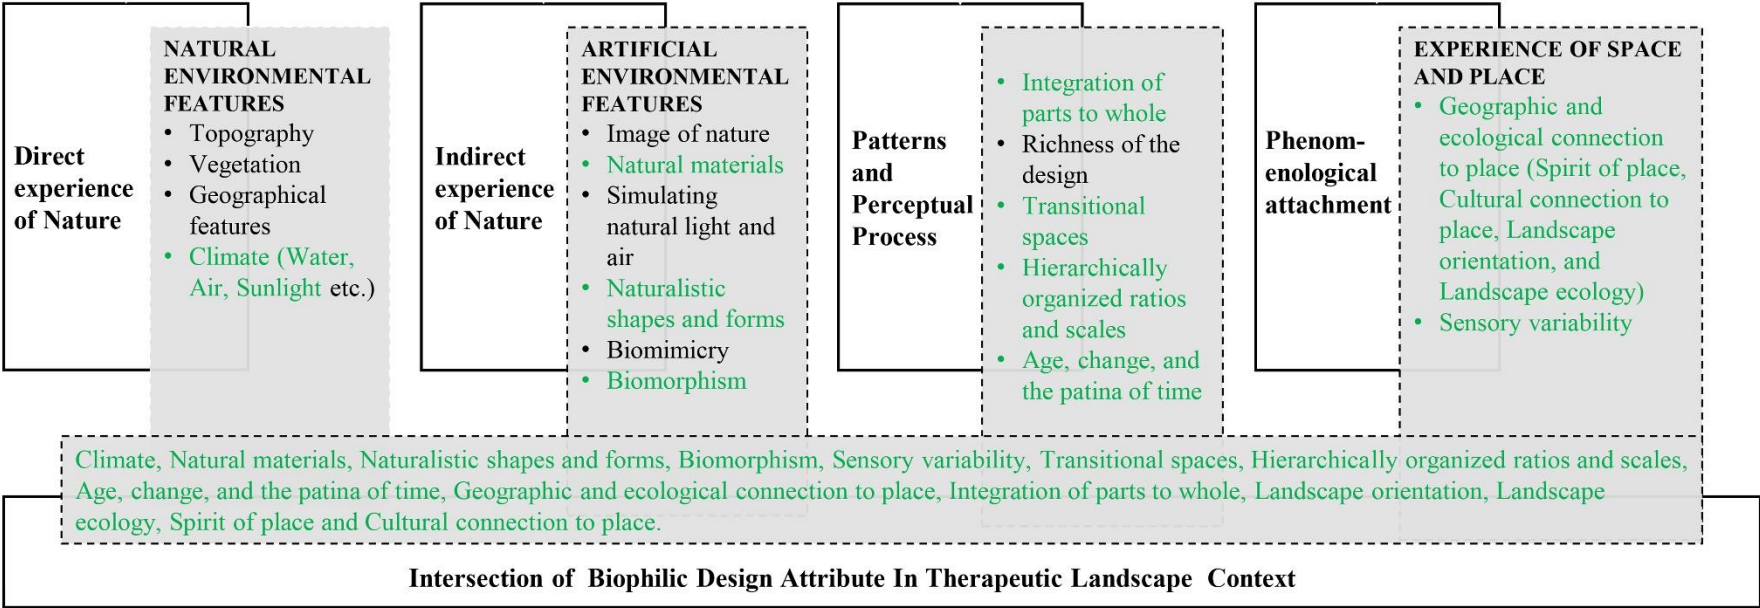 Direct
experience
of Nature
NATURAL
ENVIRONMENTAL
FEATURES
• Topography
• Vegetation
• Geographical
features
• Climate (Water,
Air, Sunlight etc.)
Indirect
experience
of Nature
ARTIFICIAL
ENVIRONMENTAL
FEATURES
• Image of nature
• Natural materials
• Simulating
natural light and
air
• Naturalistic
shapes and forms
• Biomimicry
• Biomorphism
Patterns
and
Perceptual
Process
• Integration of
parts to whole
• Richness of the
design
• Transitional
spaces
• Hierarchically
organized ratios
and scales
• Age, change, and
the patina of time
Phenom-
enological
attachment
EXPERIENCE OF SPACE
AND PLACE
• Geographic and
ecological connection
to place (Spirit of place,
Cultural connection to
place, Landscape
orientation, and
Landscape ecology)
• Sensory variability
Climate, Natural materials, Naturalistic shapes and forms, Biomorphism, Sensory variability, Transitional spaces, Hierarchically organized ratios and scales,
Age, change, and the patina of time, Geographic and ecological connection to place, Integration of parts to whole, Landscape orientation, Landscape
ecology, Spirit of place and Cultural connection to place.
Intersection of Biophilic Design Attribute In Therapeutic Landscape Context